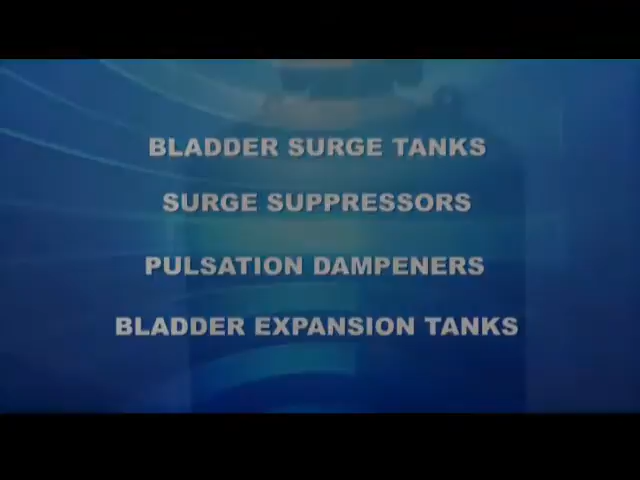 BLADDER SURGE TANKS
SURGE SUPPRESSORS
PULSATION DAMPENERS
BLADDER EXPANSION TANKS